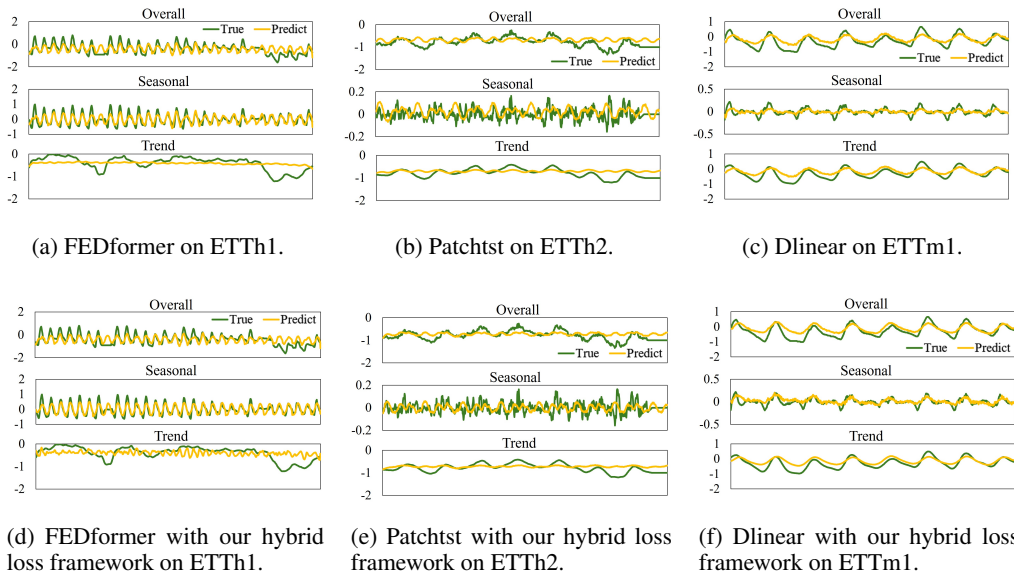 Overall
2
0
-2
True Predict
Seasonal
2
1
0
-1
Trend
0
-1
-2
(a) FEDformer on ETTh1.
Overall
0
-1
-2
True Predict
Seasonal
0.2
0
-0.2
Trend
0
-1
-2
(b) Patchtst on ETTh2.
Overall
1
0
-1
-2
True Predict
Seasonal
0.5
0
-0.5
Trend
1
0
-1
-2
(c) Dlinear on ETTm1.
Overall
2
0
-2
True Predict
Seasonal
2
1
0
-1
Trend
0
-1
-2
(d) FEDformer with our hybrid
loss framework on ETTh1.
Overall
0
-1
-2
True Predict
Seasonal
0.2
0
-0.2
Trend
0
-1
-2
(e) Patchtst with our hybrid loss
framework on ETTh2.
Overall
1
0
-1
-2
True Predict
Seasonal
0.5
0
-0.5
Trend
1
0
-1
-2
(f) Dlinear with our hybrid loss
framework on ETTm1.